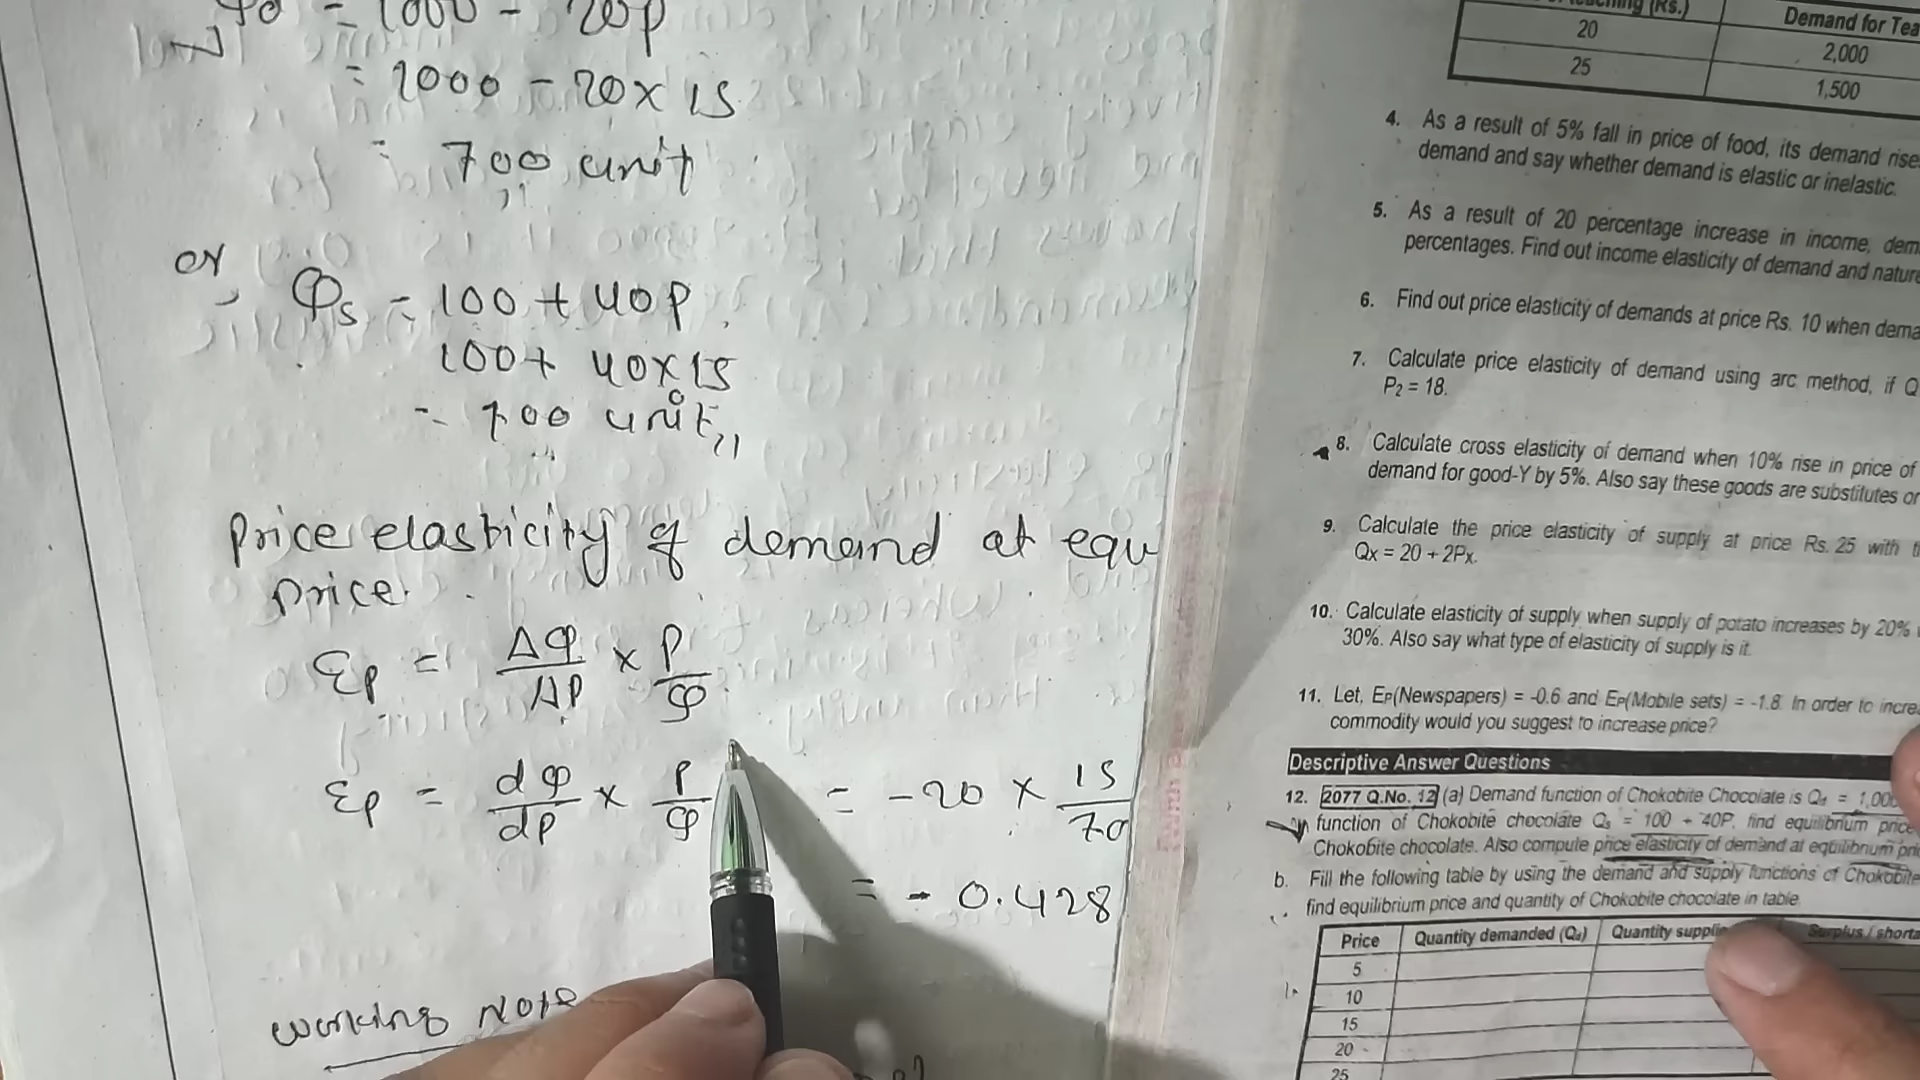 = 1000 - 20P
= 1000 - 20 × 15
= 700 unit
or, Qs = 100 + 40P
100 + 40 × 15
= 700 unit
Price elasticity of demand at equ
price.
Ep = ΔQ/ΔP × P/Q
Ep = dQ/dP × P/Q = -20 × 15/70
= - 0.428
Working Note
(Rs.) Demand for Tea
20 2,000
25 1,500
4. As a result of 5% fall in price of food, its demand rise
demand and say whether demand is elastic or inelastic.
5. As a result of 20 percentage increase in income, dem
percentages. Find out income elasticity of demand and nature
6. Find out price elasticity of demands at price Rs. 10 when dema
7. Calculate price elasticity of demand using arc method, if Q
P₂ = 18.
8. Calculate cross elasticity of demand when 10% rise in price of
demand for good-Y by 5%. Also say these goods are substitutes or
9. Calculate the price elasticity of supply at price Rs. 25 with t
Qx = 20 + 2Px.
10. Calculate elasticity of supply when supply of potato increases by 20%
30%. Also say what type of elasticity of supply is it.
11. Let, EP(Newspapers) = -0.6 and EP(Mobile sets) = -1.8. In order to incre
commodity would you suggest to increase price?
Descriptive Answer Questions
12. 2077 Q.No. 12 (a) Demand function of Chokobite Chocolate is Qd = 1,00
function of Chokobite chocolate Qs = 100 + 40P, find equilibrium price
Chokobite chocolate. Also compute price elasticity of demand at equilibrium pri
b. Fill the following table by using the demand and supply functions of Chokobite
find equilibrium price and quantity of Chokobite chocolate in table.
Price Quantity demanded (Qd) Quantity supplie Surplus / shorta
5
10
15
20
25